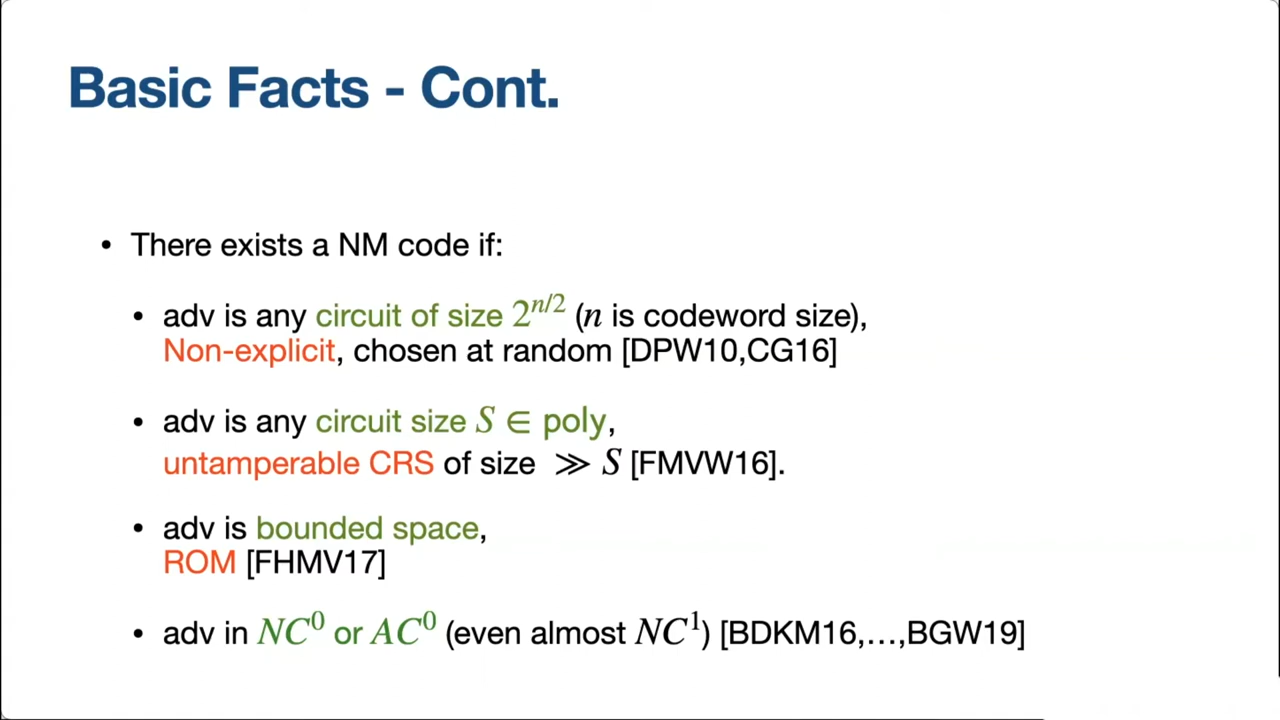 Basic Facts - Cont.
• There exists a NM code if:
• adv is any circuit of size 2^{n/2} (n is codeword size),
Non-explicit, chosen at random [DPW10,CG16]
• adv is any circuit size S ∈ poly,
untamperable CRS of size ≫ S [FMVW16].
• adv is bounded space,
ROM [FHMV17]
• adv in NC^0 or AC^0 (even almost NC^1) [BDKM16,…,BGW19]